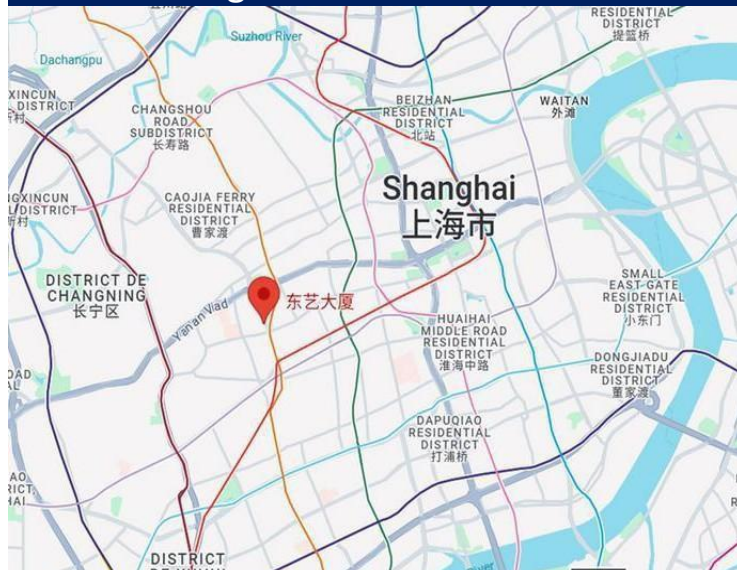 RESIDENTIAL
DISTRICT
提篮桥
Suzhou River
Dachangpu
XINCUN
DISTRICT
CHANGSHOU
ROAD
SUBDISTRICT
长寿路
BEIZHAN
RESIDENTIAL
DISTRICT
北站
WAITAN
外滩
Shanghai
上海市
CAOJIA FERRY
RESIDENTIAL
DISTRICT
曹家渡
DISTRICT DE
CHANGNING
长宁区
Yan'an Viad
东艺大厦
SMALL
EAST GATE
RESIDENTIAL
DISTRICT
小东门
HUAIHAI
MIDDLE ROAD
RESIDENTIAL
DISTRICT
淮海中路
DONGJIADU
RESIDENTIAL
DISTRICT
董家渡
DAPUQIAO
RESIDENTIAL
DISTRICT
打浦桥
DISTRICT